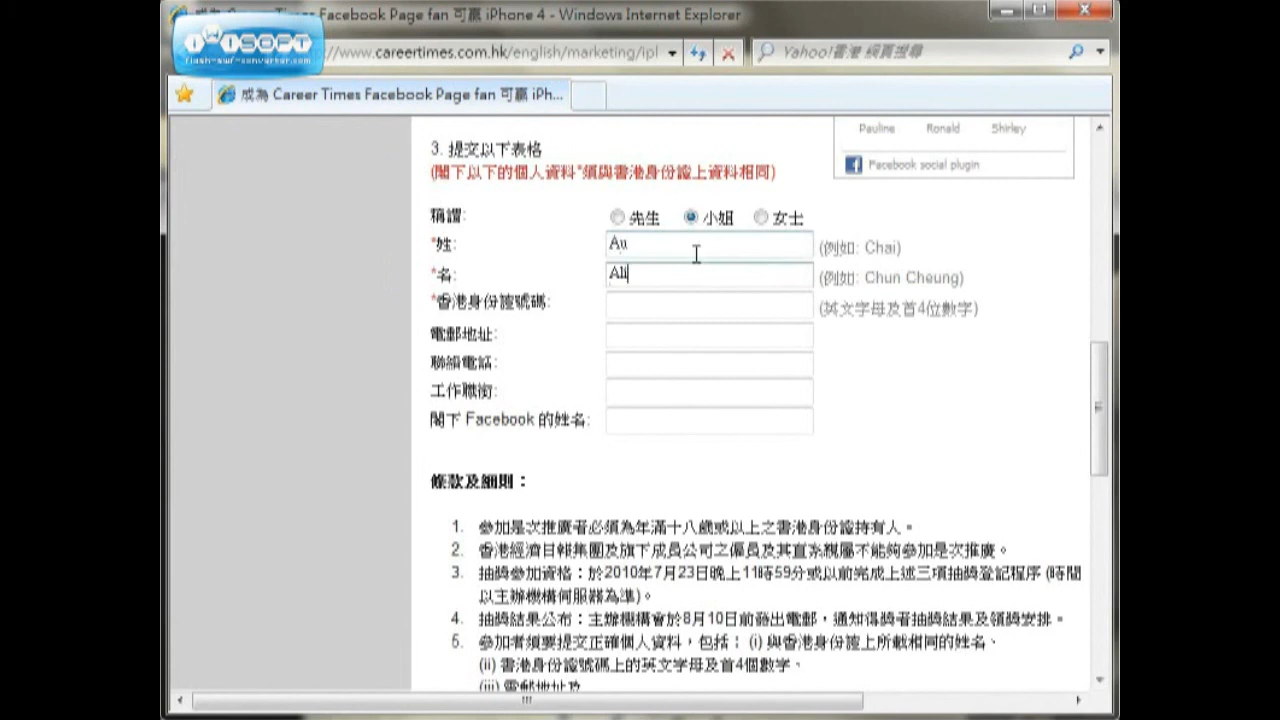 成為 Career Times Facebook Page fan 可贏 iPhone 4 - Windows Internet Explorer
iWiSOFT
flash-swf-converter.com
//www.careertimes.com.hk/english/marketing/ipl
Yahoo!香港 網頁搜尋
成為 Career Times Facebook Page fan 可贏 iPh...
Pauline Ronald Shirley
Facebook social plugin
3. 提交以下表格
(閣下以下的個人資料*須與香港身份證上資料相同)
稱謂: 先生 小姐 女士
*姓: Au (例如: Chai)
*名: Ali (例如: Chun Cheung)
*香港身份證號碼: (英文字母及首4位數字)
電郵地址:
聯絡電話:
工作職銜:
閣下 Facebook 的姓名:
條款及細則：
1. 參加是次推廣者必須為年滿十八歲或以上之香港身份證持有人。
2. 香港經濟日報集團及旗下成員公司之僱員及其直系親屬不能夠參加是次推廣。
3. 抽獎參加資格：於2010年7月23日晚上11時59分或以前完成上述三項抽獎登記程序 (時間
以主辦機構伺服器為準)。
4. 抽獎結果公布：主辦機構會於8月10日前發出電郵，通知得獎者抽獎結果及領獎安排。
5. 參加者須要提交正確個人資料，包括： (i) 與香港身份證上所載相同的姓名、
(ii) 香港身份證號碼上的英文字母及首4個數字、
(iii) 電郵地址及